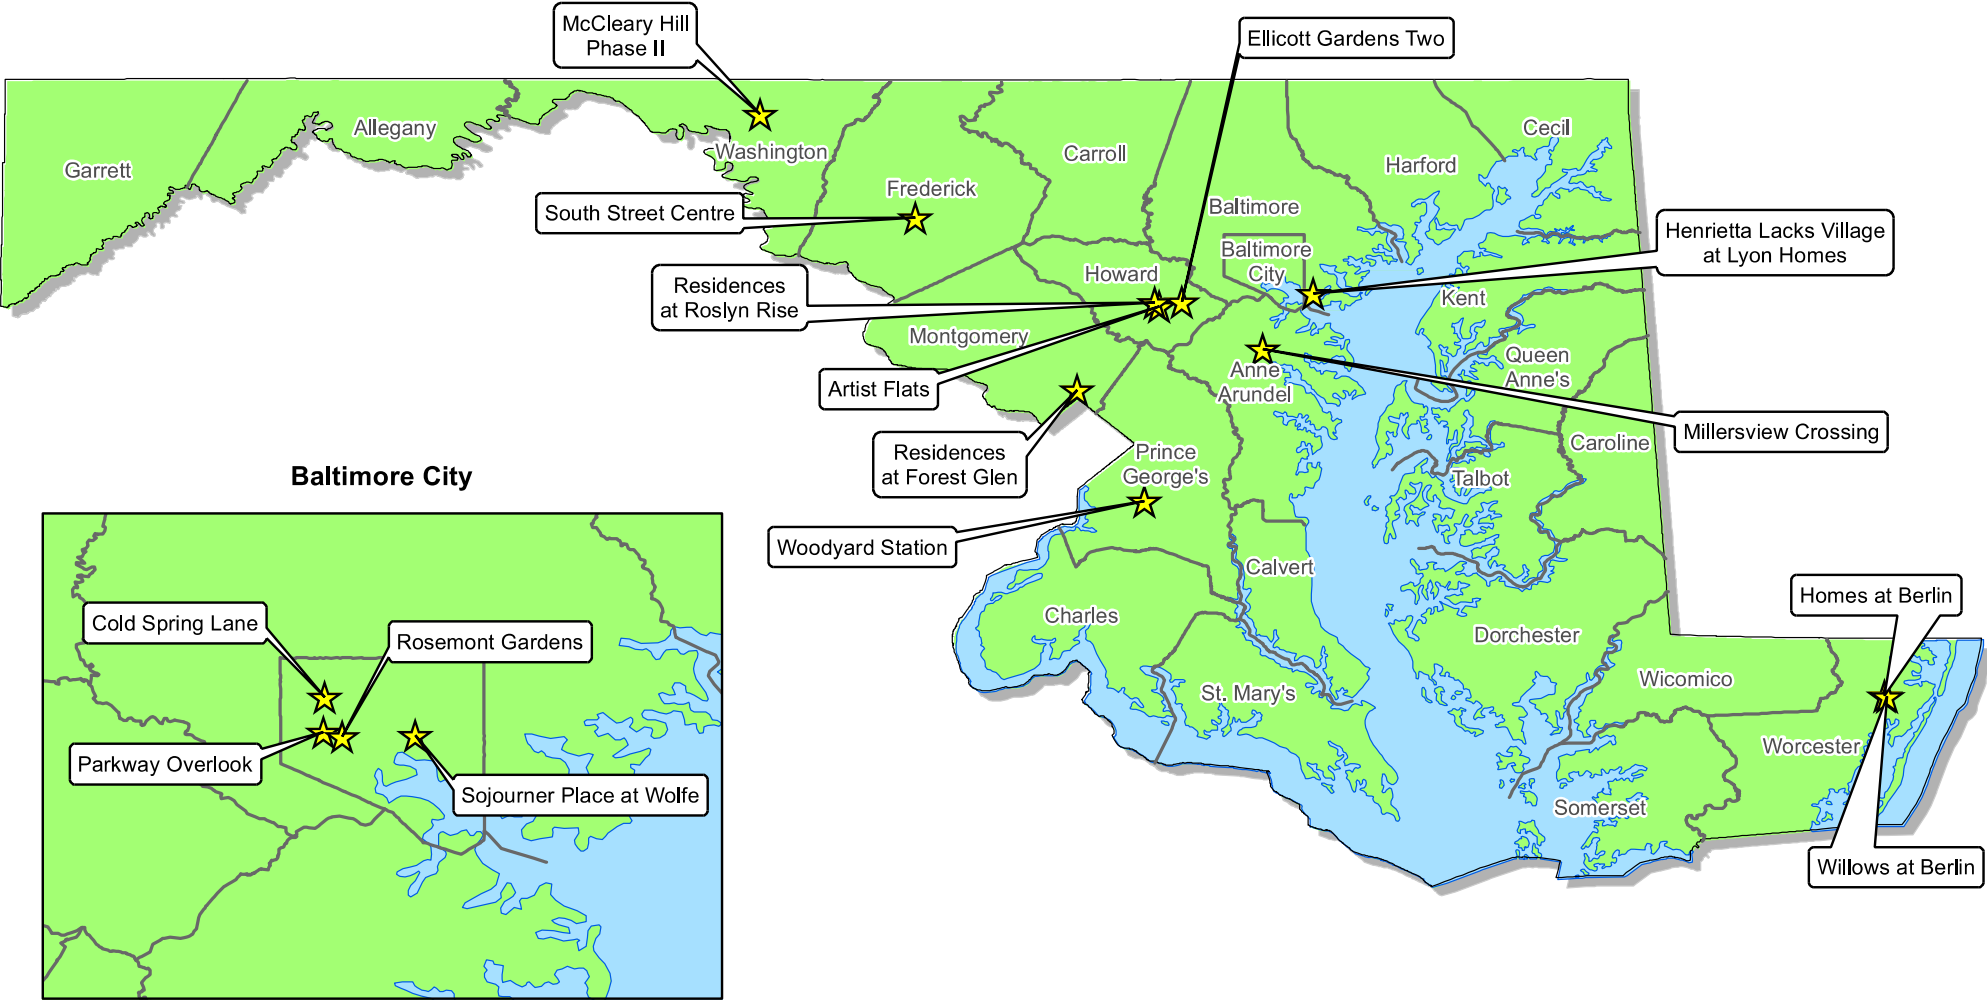 McCleary Hill
Phase II
Ellicott Gardens Two
Allegany
Cecil
Garrett
Washington
Carroll
Harford
Frederick
South Street Centre
Baltimore
Henrietta Lacks Village
at Lyon Homes
Baltimore
City
Howard
Residences
at Roslyn Rise
Kent
Montgomery
Queen
Anne's
Anne
Arundel
Artist Flats
Millersview Crossing
Caroline
Residences
at Forest Glen
Prince
George's
Talbot
Baltimore City
Woodyard Station
Calvert
Homes at Berlin
Charles
Dorchester
Cold Spring Lane
Rosemont Gardens
Wicomico
St. Mary's
Worcester
Parkway Overlook
Sojourner Place at Wolfe
Somerset
Willows at Berlin